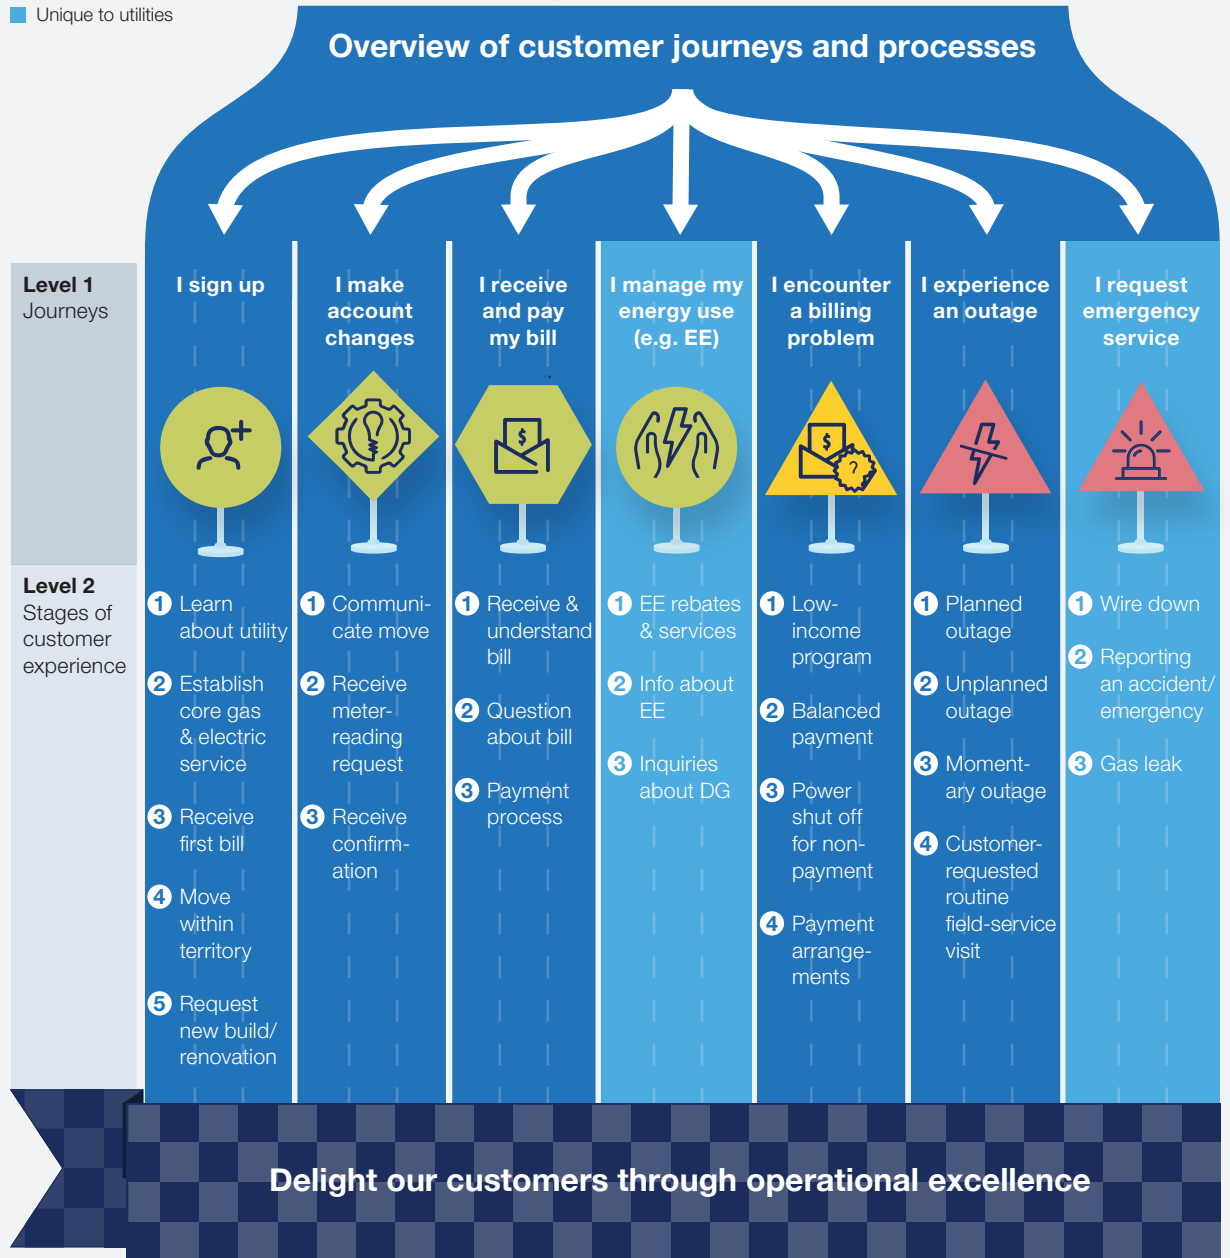 Unique to utilities
Overview of customer journeys and processes
Level 1
Journeys
I sign up
I make
account
changes
I receive
and pay
my bill
I manage my
energy use
(e.g. EE)
I encounter
a billing
problem
I experience
an outage
I request
emergency
service
$
$
?
Level 2
Stages of
customer
experience
1 Learn
about utility
2 Establish
core gas
& electric
service
3 Receive
first bill
4 Move
within
territory
5 Request
new build/
renovation
1 Communi-
cate move
2 Receive
meter-
reading
request
3 Receive
confirm-
ation
1 Receive &
understand
bill
2 Question
about bill
3 Payment
process
1 EE rebates
& services
2 Info about
EE
3 Inquiries
about DG
1 Low-
income
program
2 Balanced
payment
3 Power
shut off
for non-
payment
4 Payment
arrange-
ments
1 Planned
outage
2 Unplanned
outage
3 Moment-
ary outage
4 Customer-
requested
routine
field-service
visit
1 Wire down
2 Reporting
an accident/
emergency
3 Gas leak
Delight our customers through operational excellence